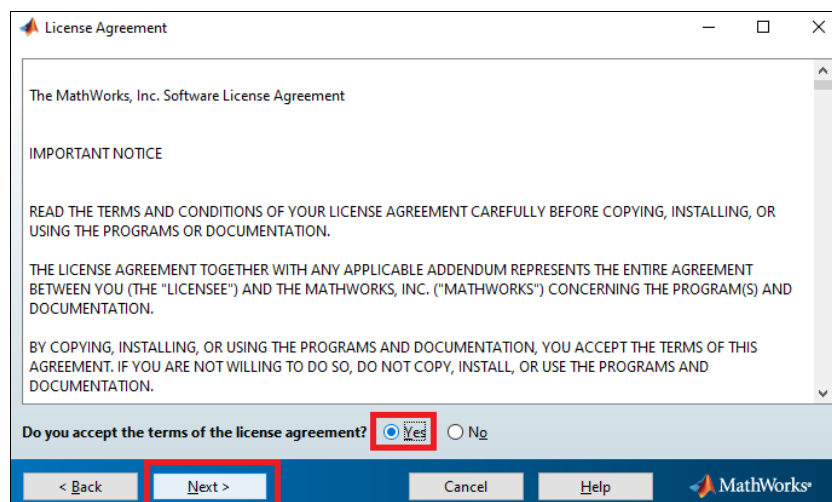 License Agreement
The MathWorks, Inc. Software License Agreement
IMPORTANT NOTICE
READ THE TERMS AND CONDITIONS OF YOUR LICENSE AGREEMENT CAREFULLY BEFORE COPYING, INSTALLING, OR
USING THE PROGRAMS OR DOCUMENTATION.
THE LICENSE AGREEMENT TOGETHER WITH ANY APPLICABLE ADDENDUM REPRESENTS THE ENTIRE AGREEMENT
BETWEEN YOU (THE "LICENSEE") AND THE MATHWORKS, INC. ("MATHWORKS") CONCERNING THE PROGRAM(S) AND
DOCUMENTATION.
BY COPYING, INSTALLING, OR USING THE PROGRAMS AND DOCUMENTATION, YOU ACCEPT THE TERMS OF THIS
AGREEMENT. IF YOU ARE NOT WILLING TO DO SO, DO NOT COPY, INSTALL, OR USE THE PROGRAMS AND
DOCUMENTATION.
Do you accept the terms of the license agreement? Yes No
< Back Next > Cancel Help MathWorks®